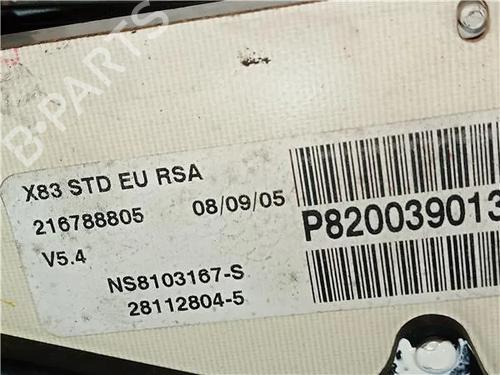 B-PARTS
X83 STD EU RSA
216788805 08/09/05
V5.4
NS8103167-S
28112804-5
P820039013